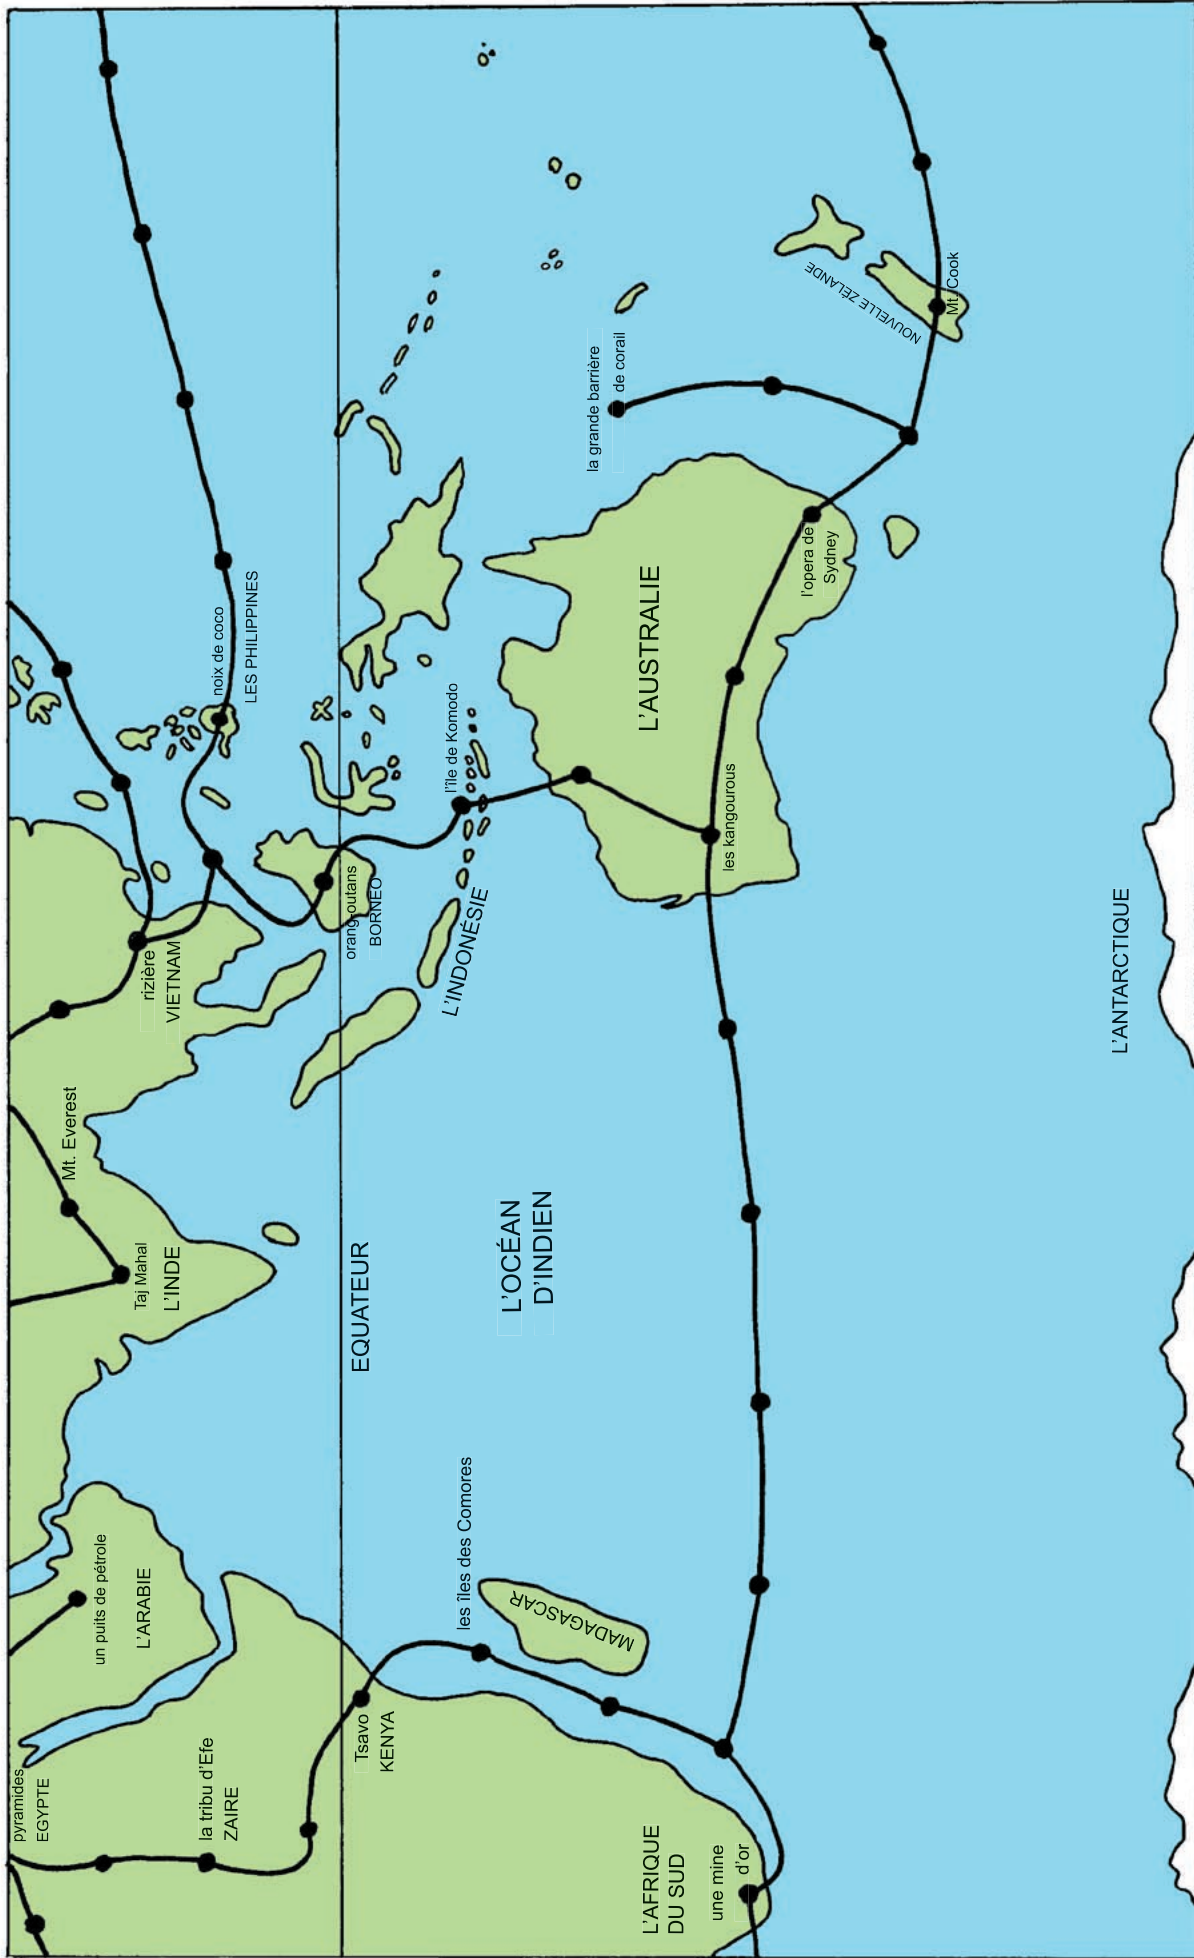 pyramides
EGYPTE
la tribu d'Efe
ZAIRE
Tsavo
KENYA
L'AFRIQUE
DU SUD
une mine
d'or
un puits de pétrole
L'ARABIE
les îles des Comores
MADAGASCAR
Mt. Everest
Taj Mahal
L'INDE
EQUATEUR
L'OCÉAN
D'INDIEN
rizière
VIETNAM
orang-outans
BORNEO
L'INDONÉSIE
noix de coco
LES PHILIPPINES
l'île de Komodo
L'AUSTRALIE
les kangourous
l'opera de
Sydney
la grande barrière
de corail
NOUVELLE ZÉLANDE
Mt. Cook
L'ANTARCTIQUE